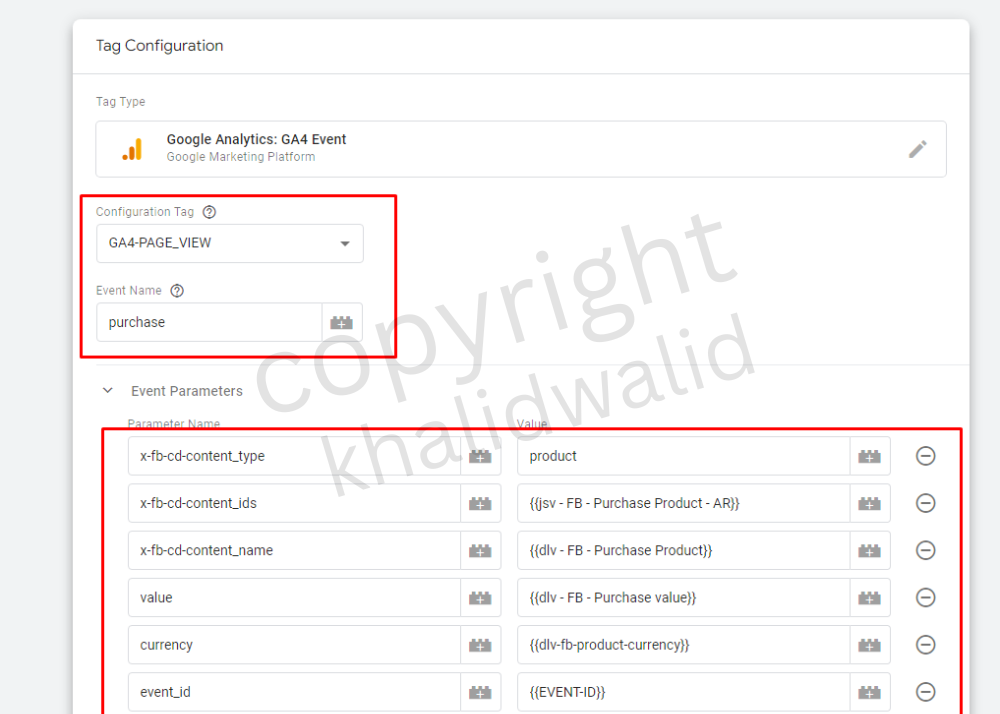 Tag Configuration
Tag Type
Google Analytics: GA4 Event
Google Marketing Platform
Configuration Tag
GA4-PAGE_VIEW
Event Name
purchase
Event Parameters
Parameter Name Value
x-fb-cd-content_type product
x-fb-cd-content_ids {{jsv - FB - Purchase Product - AR}}
x-fb-cd-content_name {{dlv - FB - Purchase Product}}
value {{dlv - FB - Purchase value}}
currency {{dlv-fb-product-currency}}
event_id {{EVENT-ID}}
copyright
khalidwalid